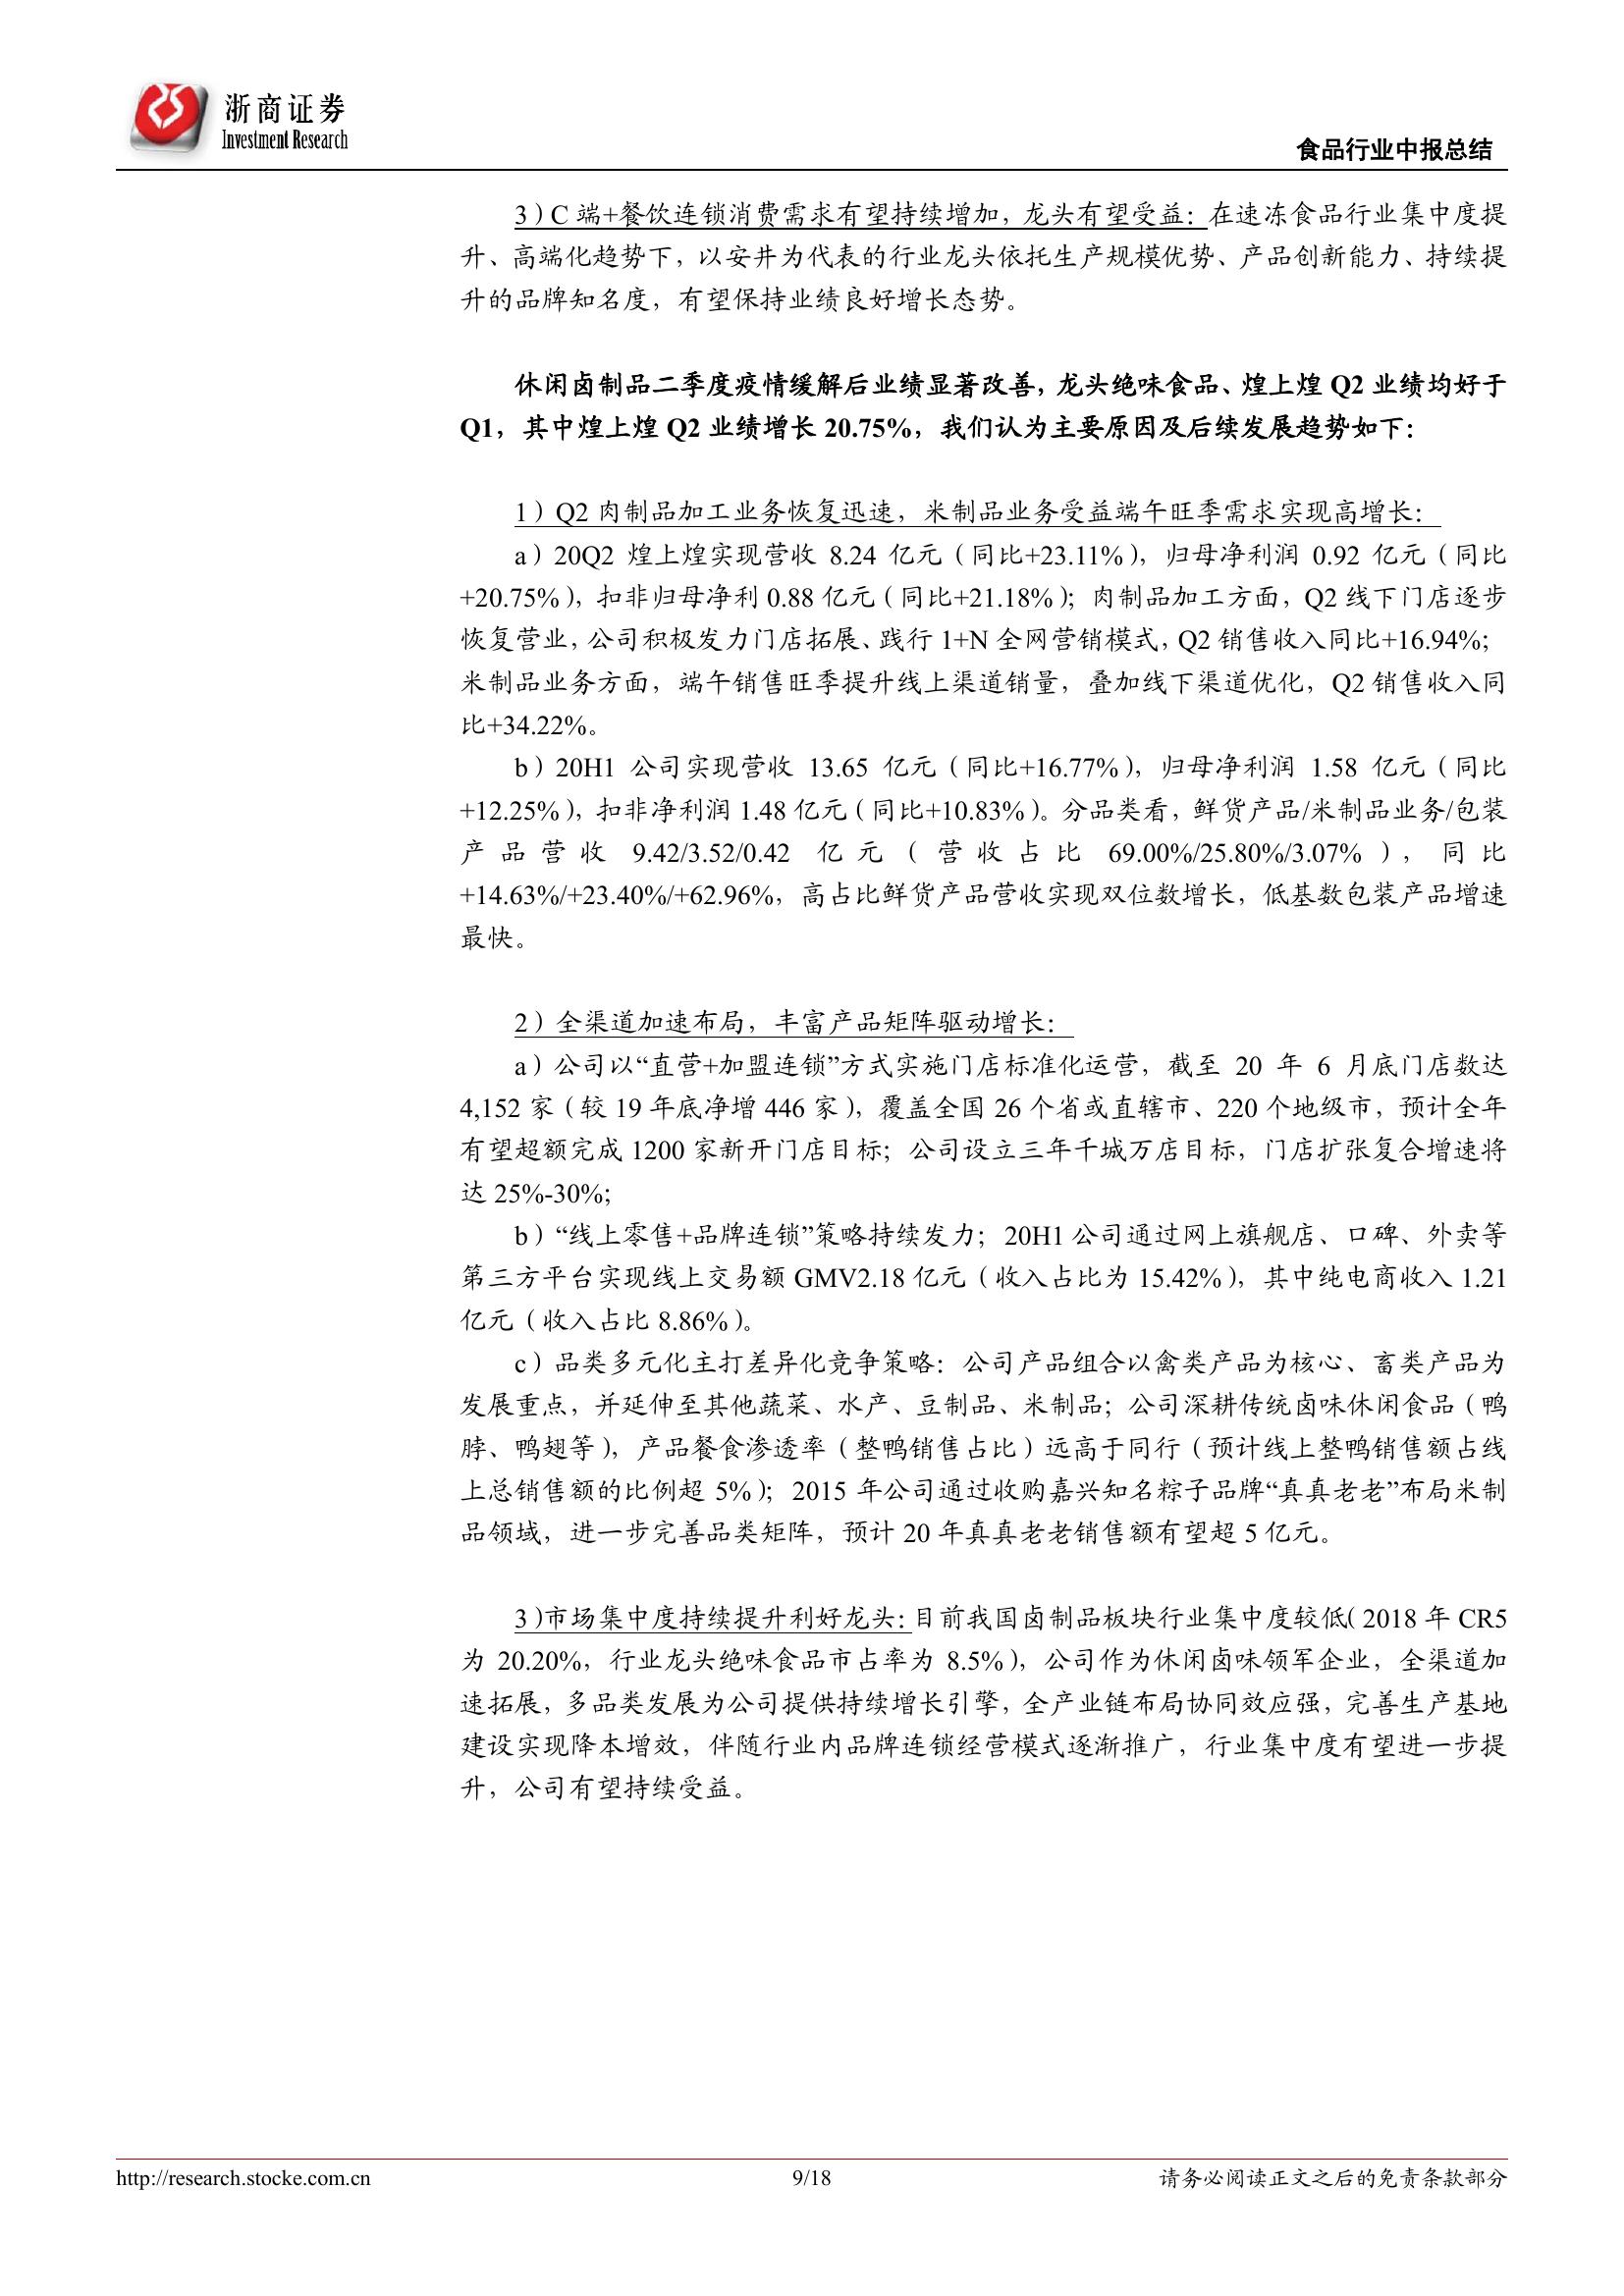 浙商证券
Investment Research
食品行业中报总结
3）C 端+餐饮连锁消费需求有望持续增加，龙头有望受益：在速冻食品行业集中度提
升、高端化趋势下，以安井为代表的行业龙头依托生产规模优势、产品创新能力、持续提
升的品牌知名度，有望保持业绩良好增长态势。
休闲卤制品二季度疫情缓解后业绩显著改善，龙头绝味食品、煌上煌 Q2 业绩均好于
Q1，其中煌上煌 Q2 业绩增长 20.75%，我们认为主要原因及后续发展趋势如下：
1）Q2 肉制品加工业务恢复迅速，米制品业务受益端午旺季需求实现高增长：
a）20Q2 煌上煌实现营收 8.24 亿元（同比+23.11%），归母净利润 0.92 亿元（同比
+20.75%），扣非归母净利 0.88 亿元（同比+21.18%）；肉制品加工方面，Q2 线下门店逐步
恢复营业，公司积极发力门店拓展、践行 1+N 全网营销模式，Q2 销售收入同比+16.94%；
米制品业务方面，端午销售旺季提升线上渠道销量，叠加线下渠道优化，Q2 销售收入同
比+34.22%。
b）20H1 公司实现营收 13.65 亿元（同比+16.77%），归母净利润 1.58 亿元（同比
+12.25%），扣非净利润 1.48 亿元（同比+10.83%）。分品类看，鲜货产品/米制品业务/包装
产品营收 9.42/3.52/0.42 亿元（营收占比 69.00%/25.80%/3.07%），同比
+14.63%/+23.40%/+62.96%，高占比鲜货产品营收实现双位数增长，低基数包装产品增速
最快。
2）全渠道加速布局，丰富产品矩阵驱动增长：
a）公司以“直营+加盟连锁”方式实施门店标准化运营，截至 20 年 6 月底门店数达
4,152 家（较 19 年底净增 446 家），覆盖全国 26 个省或直辖市、220 个地级市，预计全年
有望超额完成 1200 家新开门店目标；公司设立三年千城万店目标，门店扩张复合增速将
达 25%-30%;
b）“线上零售+品牌连锁”策略持续发力；20H1 公司通过网上旗舰店、口碑、外卖等
第三方平台实现线上交易额 GMV2.18 亿元（收入占比为 15.42%），其中纯电商收入 1.21
亿元（收入占比 8.86%）。
c）品类多元化主打差异化竞争策略：公司产品组合以禽类产品为核心、畜类产品为
发展重点，并延伸至其他蔬菜、水产、豆制品、米制品；公司深耕传统卤味休闲食品（鸭
脖、鸭翅等），产品餐食渗透率（整鸭销售占比）远高于同行（预计线上整鸭销售额占线
上总销售额的比例超 5%）；2015 年公司通过收购嘉兴知名粽子品牌“真真老老”布局米制
品领域，进一步完善品类矩阵，预计 20 年真真老老销售额有望超 5 亿元。
3）市场集中度持续提升利好龙头：目前我国卤制品板块行业集中度较低（2018 年 CR5
为 20.20%，行业龙头绝味食品市占率为 8.5%），公司作为休闲卤味领军企业，全渠道加
速拓展，多品类发展为公司提供持续增长引擎，全产业链布局协同效应强，完善生产基地
建设实现降本增效，伴随行业内品牌连锁经营模式逐渐推广，行业集中度有望进一步提
升，公司有望持续受益。
http://research.stocke.com.cn
9/18
请务必阅读正文之后的免责条款部分